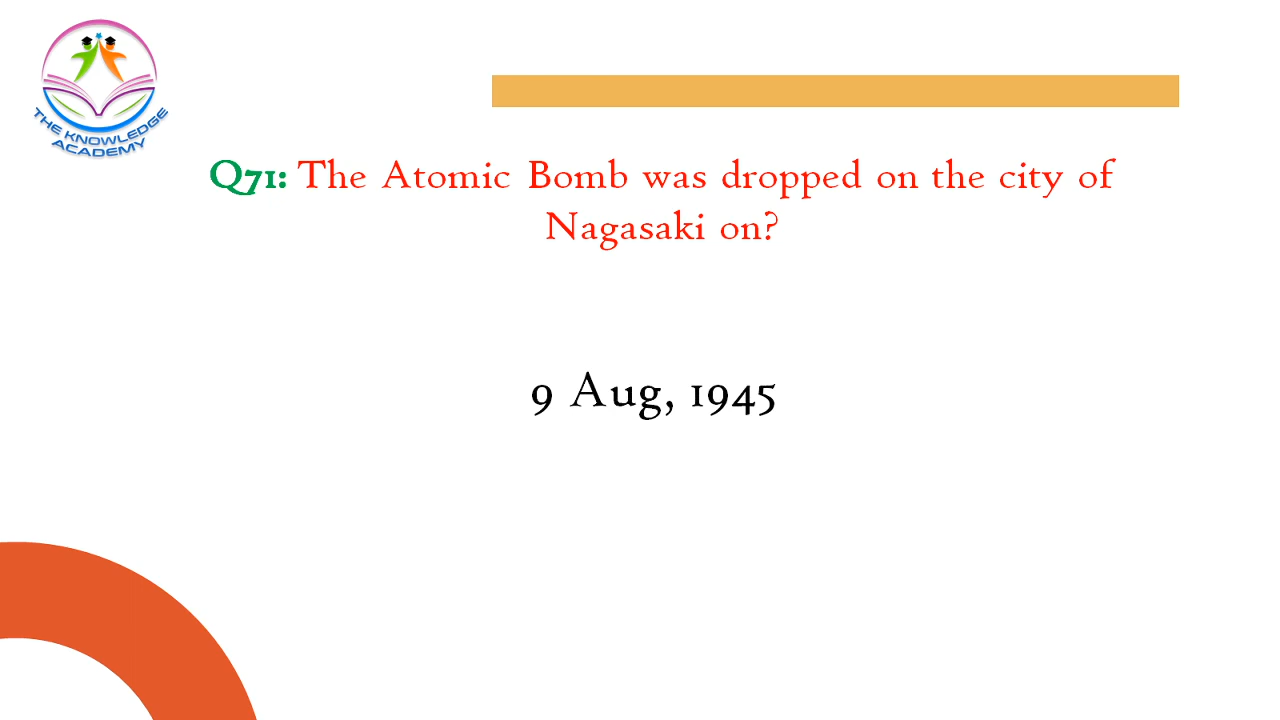 THE KNOWLEDGE
ACADEMY
Q71: The Atomic Bomb was dropped on the city of
Nagasaki on?
9 Aug, 1945